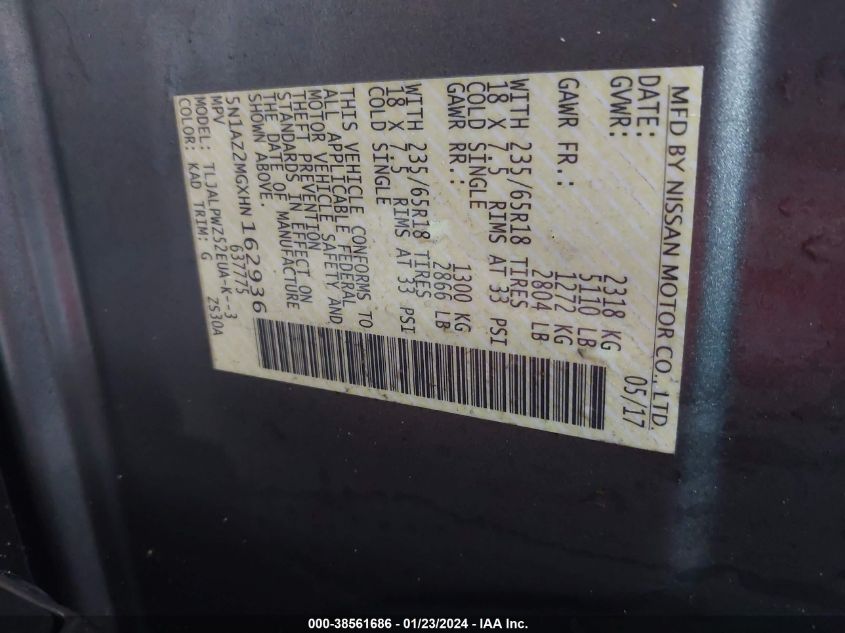 MFD BY NISSAN MOTOR CO., LTD.
DATE: 05/17
GVWR: 2318 KG
5110 LB
GAWR FR.: 1272 KG
2804 LB
WITH 235/65R18 TIRES
18 X 7.5 RIMS AT 33 PSI
COLD SINGLE
GAWR RR.: 1300 KG
2866 LB
WITH 235/65R18 TIRES
18 X 7.5 RIMS AT 33 PSI
COLD SINGLE
THIS VEHICLE CONFORMS TO
ALL APPLICABLE FEDERAL
MOTOR VEHICLE SAFETY AND
THEFT PREVENTION
STANDARDS IN EFFECT ON
THE DATE OF MANUFACTURE
SHOWN ABOVE.
5N1AZ2MGXHN162936
MPV 637775
MODEL: TLJALPWZ52EUA-K--3
COLOR: KAD TRIM: G ZS30A
000-38561686 - 01/23/2024 - IAA Inc.